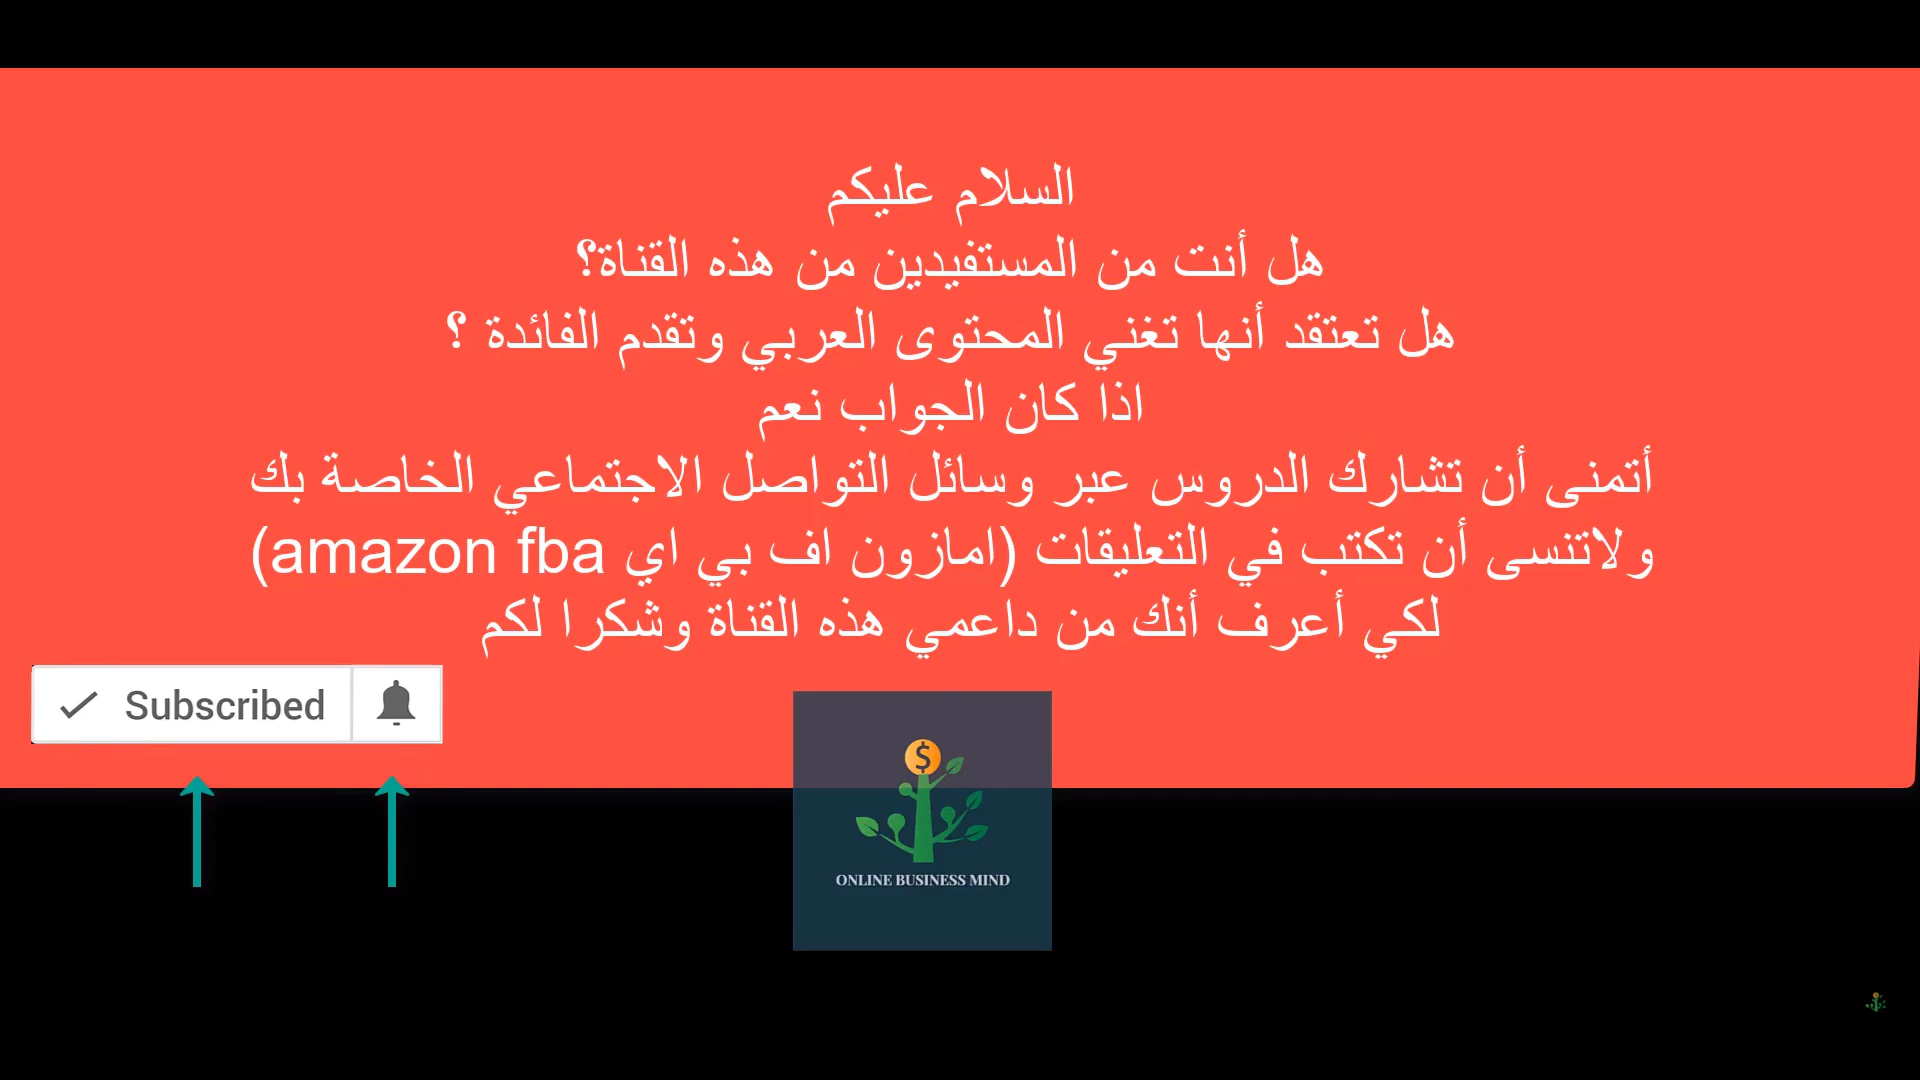 السلام عليكم
هل أنت من المستفيدين من هذه القناة؟
هل تعتقد أنها تغني المحتوى العربي وتقدم الفائدة ؟
اذا كان الجواب نعم
أتمنى أن تشارك الدروس عبر وسائل التواصل الاجتماعي الخاصة بك
ولاتنسى أن تكتب في التعليقات (امازون اف بي اي amazon fba)
لكي أعرف أنك من داعمي هذه القناة وشكرا لكم
Subscribed
$
ONLINE BUSINESS MIND